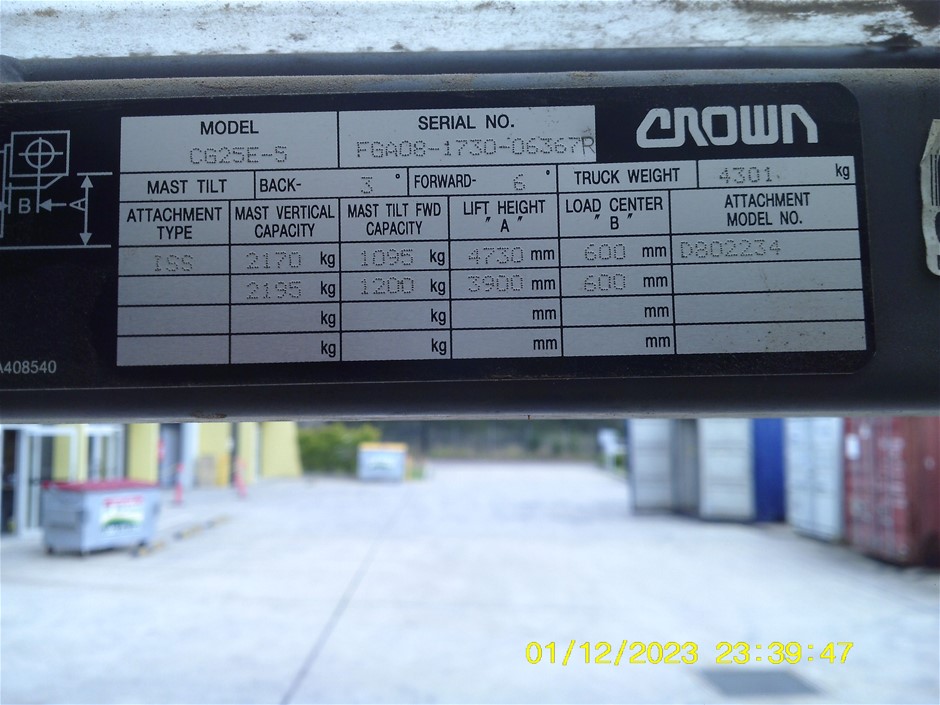 CROWN
MODEL
CG25E-5
SERIAL NO.
FGA08-1730-06367R
MAST TILT BACK- 3 ° FORWARD- 6 ° TRUCK WEIGHT 4301 kg
ATTACHMENT TYPE MAST VERTICAL CAPACITY MAST TILT FWD CAPACITY LIFT HEIGHT "A" LOAD CENTER "B" ATTACHMENT MODEL NO.
ISS 2170 kg 1095 kg 4730 mm 600 mm D802234
2195 kg 1200 kg 3900 mm 600 mm
kg kg mm mm
kg kg mm mm
B
A
A408540
01/12/2023 23:39:47